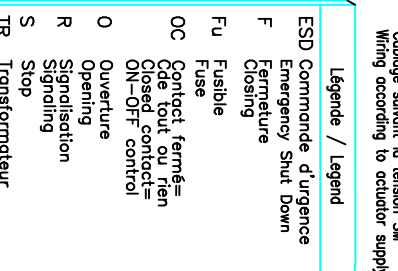 Câblage suivant la tension SM
Wiring according to actuator supply
Légende / Legend
ESD Commande d'urgence
Emergency Shut Down
F Fermeture
Closing
Fu Fusible
Fuse
OC Contact fermé=
Cde tout ou rien
Closed contact=
ON-OFF control
O Ouverture
Opening
R Signalisation
Signaling
S Stop
TR Transformateur